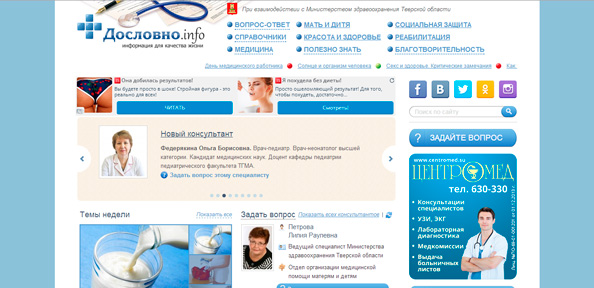 При взаимодействии с Министерством здравоохранения Тверской области
Дословно.info
информация для качества жизни
ВОПРОС-ОТВЕТ
МАТЬ И ДИТЯ
СОЦИАЛЬНАЯ ЗАЩИТА
СПРАВОЧНИКИ
КРАСОТА И ЗДОРОВЬЕ
РЕАБИЛИТАЦИЯ
МЕДИЦИНА
ПОЛЕЗНО ЗНАТЬ
БЛАГОТВОРИТЕЛЬНОСТЬ
День медицинского работника
Солнце и организм человека
Секс и здоровье. Критические замечания
Как.
Они добились результатов!
Вы будете просто в шоке! Стройная фигура - это реально для всех!
ЧИТАТЬ
Я похудела без диеты!
Просто ошеломляющий результат! Для того, чтобы похудеть, достаточно...
Смотреть!
Поиск по сайту
? ЗАДАЙТЕ ВОПРОС
Новый консультант
Федерякина Ольга Борисовна. Врач-педиатр. Врач-неонатолог высшей
категории. Кандидат медицинских наук. Доцент кафедры педиатрии
педиатрического факультета ТГМА.
Задать вопрос этому специалисту
www.centromed.su
ЦЕНТРОМЕД
тел. 630-330
• Консультации
специалистов
• УЗИ, ЭКГ
• Лабораторная
диагностика
• Медкомиссии
• Выдача
больничных
листов
Темы недели
Показать все
Задать вопрос
Показать всех консультантов
Петрова
Лилия Раулевна
Ведущий специалист Министерства
здравоохранения Тверской области
Отдел организации медицинской
помощи матерям и детям